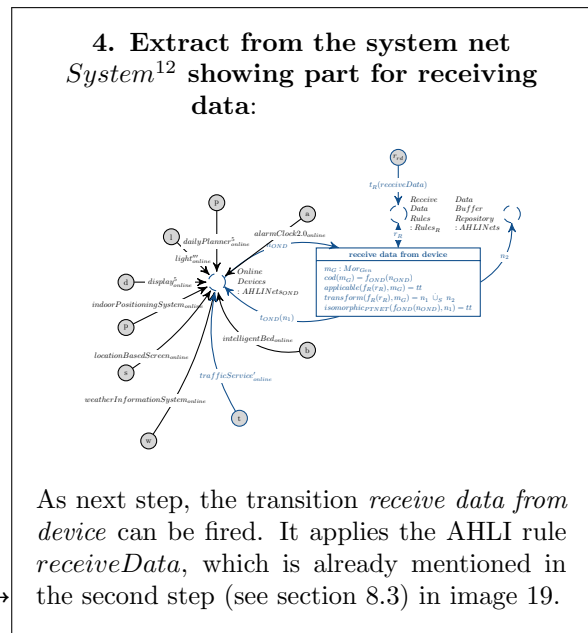 4. Extract from the system net
System¹² showing part for receiving
data:
r_rd
t_R(receiveData)
Receive
Data
Rules
: Rules_R
Data
Buffer
Repository
: AHLINets
r_R
n_2
receive data from device
m_G : Mor_Gen
cod(m_G) = f_OND(n_OND)
applicable(f_R(r_R), m_G) = tt
transform(f_R(r_R), m_G) = n_1 ∪̇_S n_2
isomorphic_PTNET(f_OND(n_OND), n_1) = tt
p
a
l
dailyPlanner⁵_online
alarmClock2.0_online
n_OND
light'''_online
d
display⁵_online
Online
Devices
: AHLINets_OND
indoorPositioningSystem_online
p
t_OND(n_1)
intelligentBed_online
b
locationBasedScreen_online
s
trafficService'_online
weatherInformationSystem_online
t
w
As next step, the transition receive data from
device can be fired. It applies the AHLI rule
receiveData, which is already mentioned in
the second step (see section 8.3) in image 19.